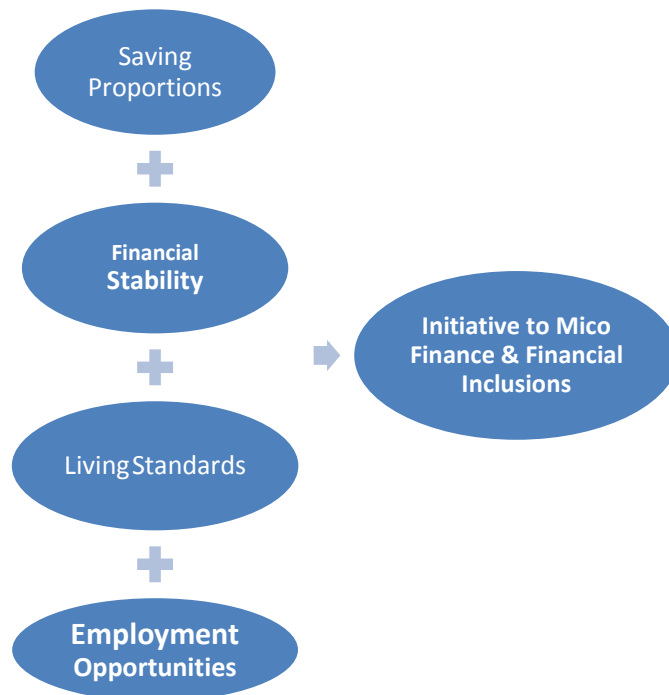 Saving
Proportions
Financial
Stability
Initiative to Mico
Finance & Financial
Inclusions
Living Standards
Employment
Opportunities